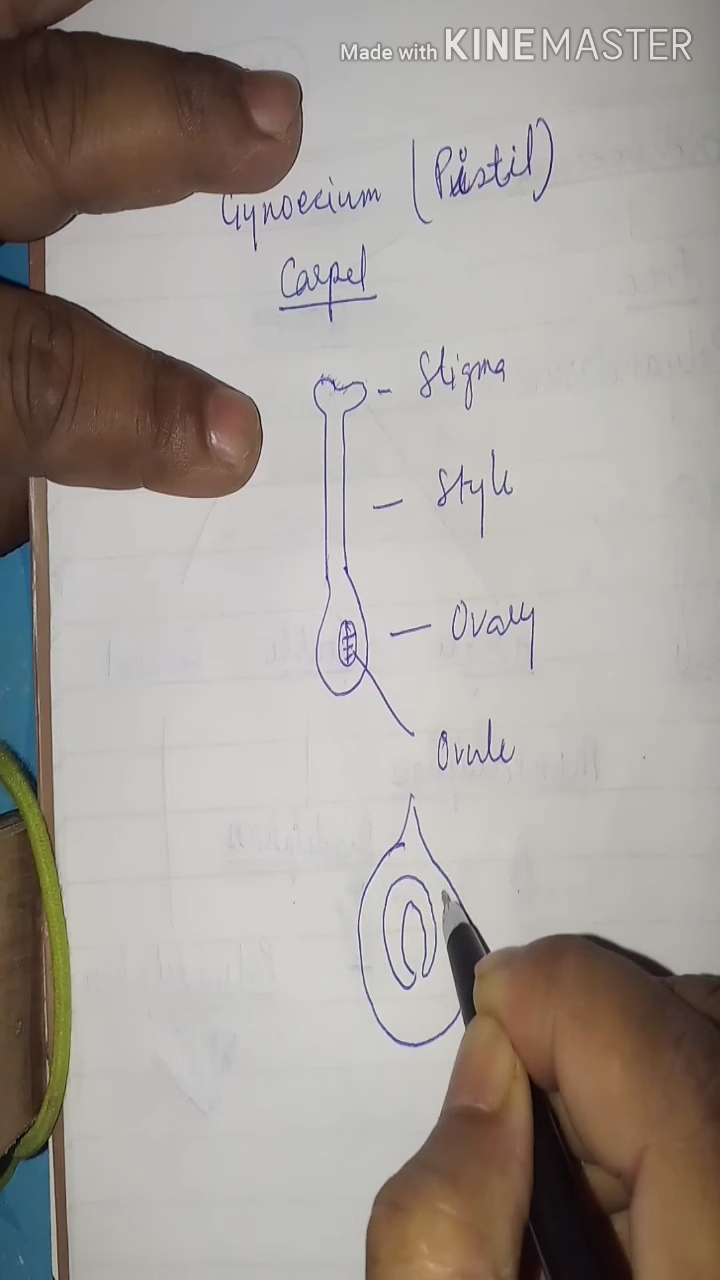 Made with KINEMASTER
Gynoecium (Pistil)
Carpel
- Stigma
- Style
- Ovary
Ovule